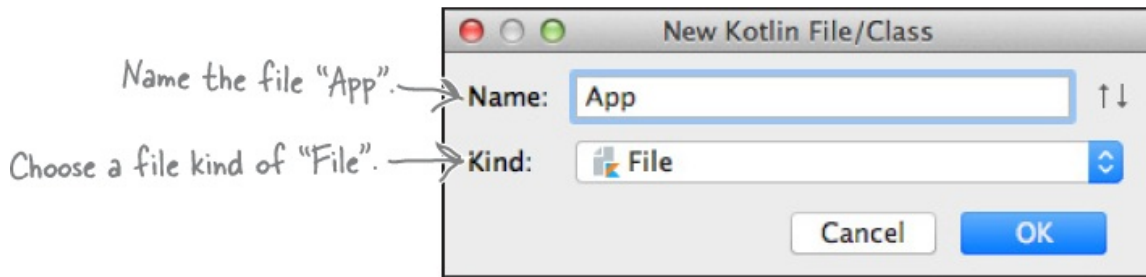 New Kotlin File/Class
Name the file "App".
Name: App
Choose a file kind of "File".
Kind: File
Cancel OK